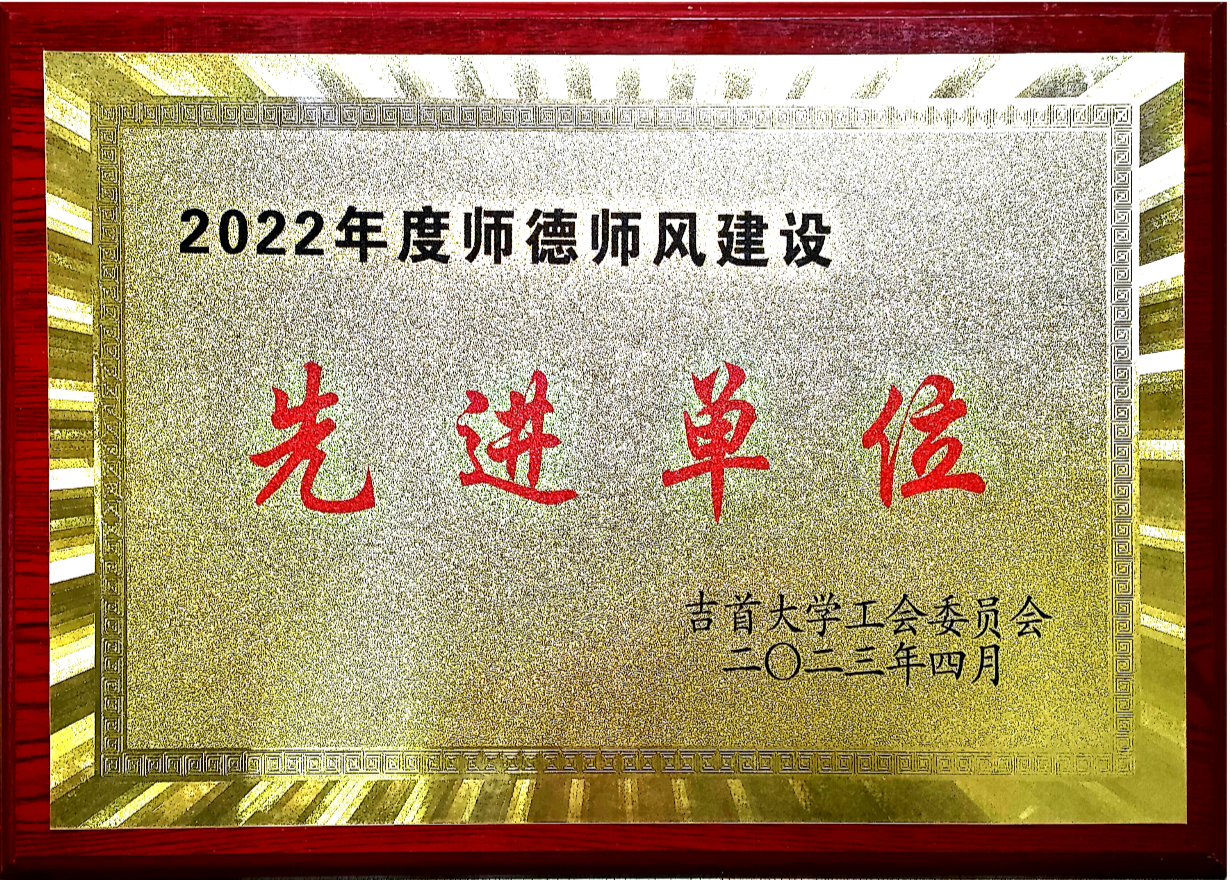 2022年度师德师风建设
先进单位
吉首大学工会委员会
二〇二三年四月